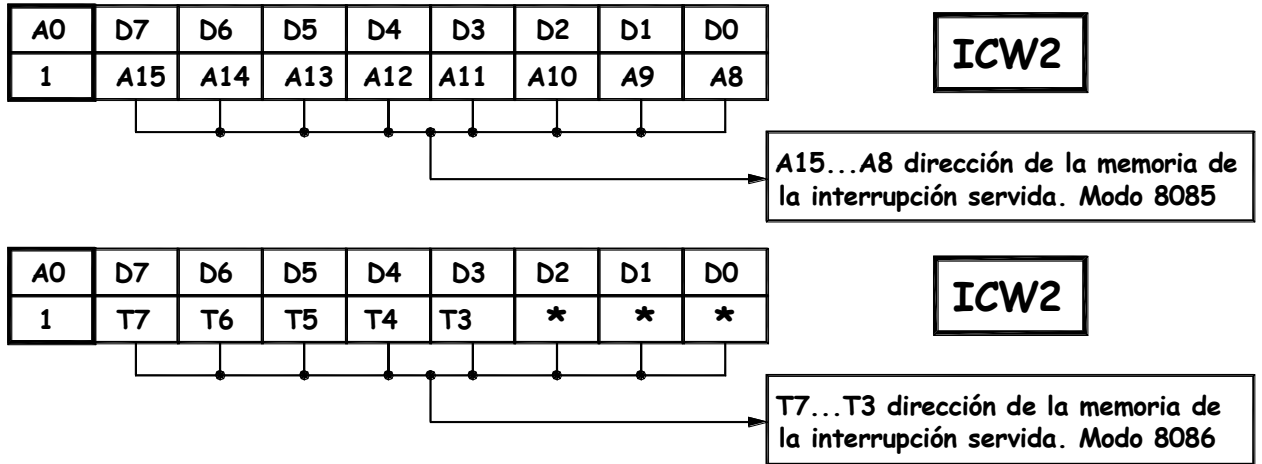 A0 D7 D6 D5 D4 D3 D2 D1 D0
1 A15 A14 A13 A12 A11 A10 A9 A8
ICW2
A15...A8 dirección de la memoria de
la interrupción servida. Modo 8085
A0 D7 D6 D5 D4 D3 D2 D1 D0
1 T7 T6 T5 T4 T3 * * *
ICW2
T7...T3 dirección de la memoria de
la interrupción servida. Modo 8086